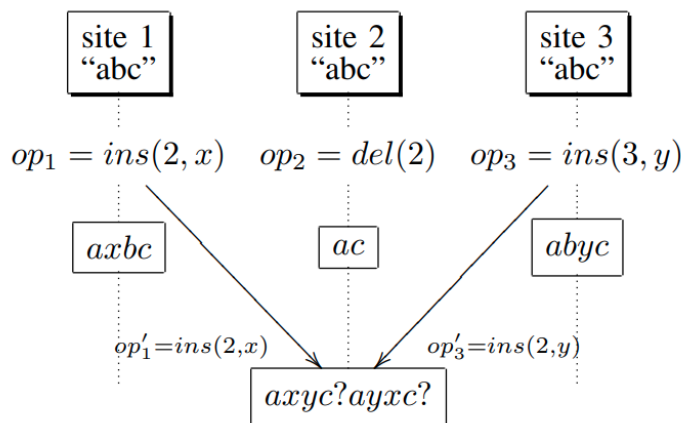 site 1 site 2 site 3
“abc” “abc” “abc”
op₁ = ins(2, x) op₂ = del(2) op₃ = ins(3, y)
axbc ac abyc
op′₁=ins(2,x) op′₃=ins(2,y)
axyc?ayxc?